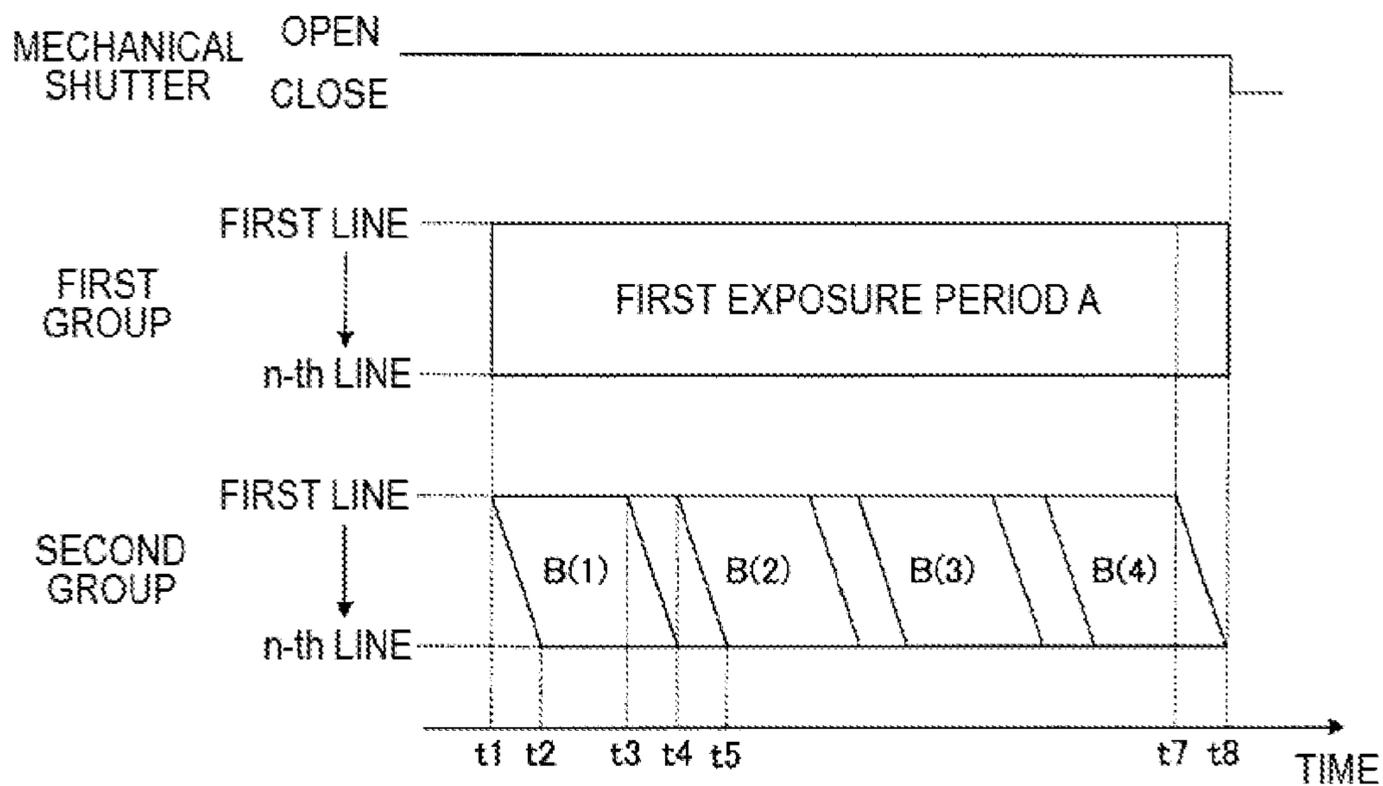 MECHANICAL
SHUTTER
OPEN
CLOSE
FIRST LINE
FIRST
GROUP
FIRST EXPOSURE PERIOD A
n-th LINE
FIRST LINE
SECOND
GROUP
B(1)
B(2)
B(3)
B(4)
n-th LINE
t1 t2 t3 t4 t5 t7 t8
TIME